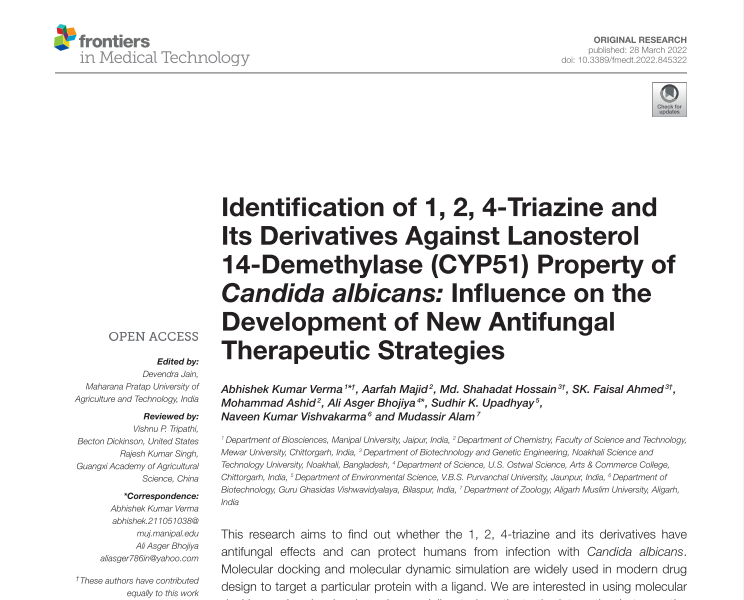 frontiers
in Medical Technology
ORIGINAL RESEARCH
published: 28 March 2022
doi: 10.3389/fmedt.2022.845322
Check for
updates
Identification of 1, 2, 4-Triazine and
Its Derivatives Against Lanosterol
14-Demethylase (CYP51) Property of
Candida albicans: Influence on the
Development of New Antifungal
Therapeutic Strategies
OPEN ACCESS
Edited by:
Devendra Jain,
Maharana Pratap University of
Agriculture and Technology, India
Reviewed by:
Vishnu P. Tripathi,
Becton Dickinson, United States
Rajesh Kumar Singh,
Guangxi Academy of Agricultural
Science, China
*Correspondence:
Abhishek Kumar Verma
abhishek.211051038@
muj.manipal.edu
Ali Asger Bhojiya
aliasger786in@yahoo.com
†These authors have contributed
equally to this work
Abhishek Kumar Verma 1*†, Aarfah Majid 2, Md. Shahadat Hossain 3†, SK. Faisal Ahmed 3†,
Mohammad Ashid 2, Ali Asger Bhojiya 4*, Sudhir K. Upadhyay 5,
Naveen Kumar Vishvakarma 6 and Mudassir Alam 7
1 Department of Biosciences, Manipal University, Jaipur, India, 2 Department of Chemistry, Faculty of Science and Technology,
Mewar University, Chittorgarh, India, 3 Department of Biotechnology and Genetic Engineering, Noakhali Science and
Technology University, Noakhali, Bangladesh, 4 Department of Science, U.S. Ostwal Science, Arts & Commerce College,
Chittorgarh, India, 5 Department of Environmental Science, V.B.S. Purvanchal University, Jaunpur, India, 6 Department of
Biotechnology, Guru Ghasidas Vishwavidyalaya, Bilaspur, India, 7 Department of Zoology, Aligarh Muslim University, Aligarh,
India
This research aims to find out whether the 1, 2, 4-triazine and its derivatives have
antifungal effects and can protect humans from infection with Candida albicans.
Molecular docking and molecular dynamic simulation are widely used in modern drug
design to target a particular protein with a ligand. We are interested in using molecular